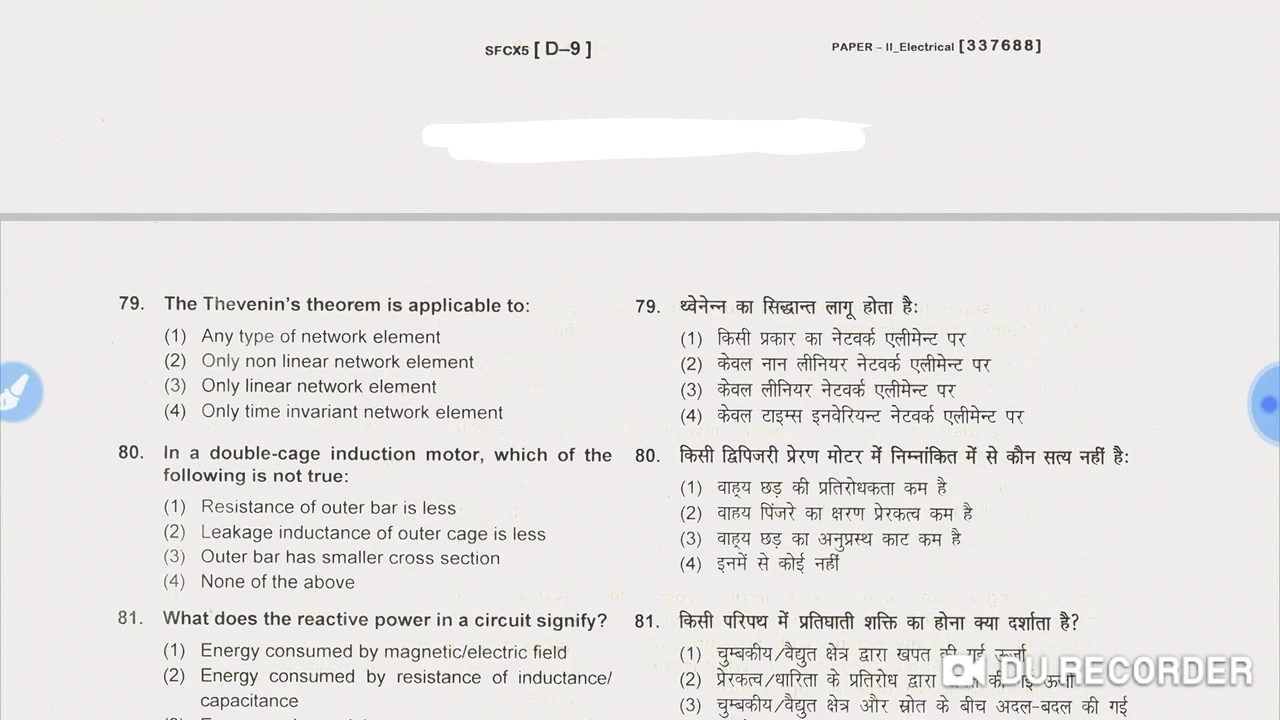 SFCX5 [ D–9 ]
PAPER – II_Electrical [337688]
79. The Thevenin's theorem is applicable to:
(1) Any type of network element
(2) Only non linear network element
(3) Only linear network element
(4) Only time invariant network element
80. In a double-cage induction motor, which of the
following is not true:
(1) Resistance of outer bar is less
(2) Leakage inductance of outer cage is less
(3) Outer bar has smaller cross section
(4) None of the above
81. What does the reactive power in a circuit signify?
(1) Energy consumed by magnetic/electric field
(2) Energy consumed by resistance of inductance/
capacitance
79. थ्वेनेन्न का सिद्धान्त लागू होता है:
(1) किसी प्रकार का नेटवर्क एलीमेन्ट पर
(2) केवल नान लीनियर नेटवर्क एलीमेन्ट पर
(3) केवल लीनियर नेटवर्क एलीमेन्ट पर
(4) केवल टाइम्स इनवेरियन्ट नेटवर्क एलीमेन्ट पर
80. किसी द्विपिजरी प्रेरण मोटर में निम्नांकित में से कौन सत्य नहीं है:
(1) वाह्य छड़ की प्रतिरोधकता कम है
(2) वाहय पिंजरे का क्षरण प्रेरकत्व कम है
(3) वाह्य छड़ का अनुप्रस्थ काट कम है
(4) इनमें से कोई नहीं
81. किसी परिपथ में प्रतिघाती शक्ति का होना क्या दर्शाता है?
(1) चुम्बकीय/वैद्युत क्षेत्र द्वारा खपत की गई ऊर्जा
(2) प्रेरकत्व/धारिता के प्रतिरोध द्वारा की गई ऊर्जा
(3) चुम्बकीय/वैद्युत क्षेत्र और स्रोत के बीच अदल-बदल की गई
DU RECORDER